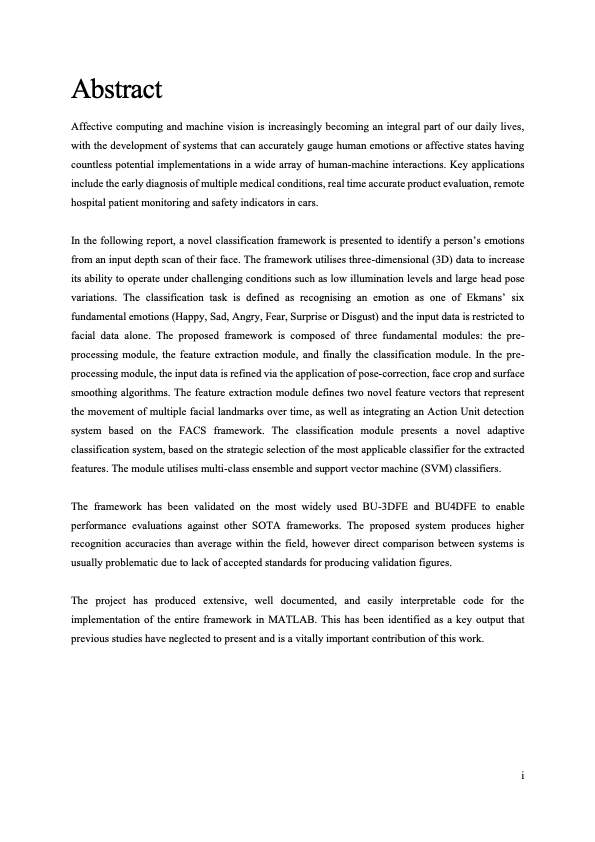 Abstract
Affective computing and machine vision is increasingly becoming an integral part of our daily lives,
with the development of systems that can accurately gauge human emotions or affective states having
countless potential implementations in a wide array of human-machine interactions. Key applications
include the early diagnosis of multiple medical conditions, real time accurate product evaluation, remote
hospital patient monitoring and safety indicators in cars.
In the following report, a novel classification framework is presented to identify a person’s emotions
from an input depth scan of their face. The framework utilises three-dimensional (3D) data to increase
its ability to operate under challenging conditions such as low illumination levels and large head pose
variations. The classification task is defined as recognising an emotion as one of Ekmans’ six
fundamental emotions (Happy, Sad, Angry, Fear, Surprise or Disgust) and the input data is restricted to
facial data alone. The proposed framework is composed of three fundamental modules: the pre-
processing module, the feature extraction module, and finally the classification module. In the pre-
processing module, the input data is refined via the application of pose-correction, face crop and surface
smoothing algorithms. The feature extraction module defines two novel feature vectors that represent
the movement of multiple facial landmarks over time, as well as integrating an Action Unit detection
system based on the FACS framework. The classification module presents a novel adaptive
classification system, based on the strategic selection of the most applicable classifier for the extracted
features. The module utilises multi-class ensemble and support vector machine (SVM) classifiers.
The framework has been validated on the most widely used BU-3DFE and BU4DFE to enable
performance evaluations against other SOTA frameworks. The proposed system produces higher
recognition accuracies than average within the field, however direct comparison between systems is
usually problematic due to lack of accepted standards for producing validation figures.
The project has produced extensive, well documented, and easily interpretable code for the
implementation of the entire framework in MATLAB. This has been identified as a key output that
previous studies have neglected to present and is a vitally important contribution of this work.
i